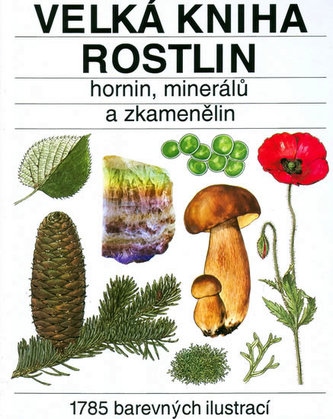 VELKÁ KNIHA
ROSTLIN
hornin, minerálů
a zkamenělin
1785 barevných ilustrací